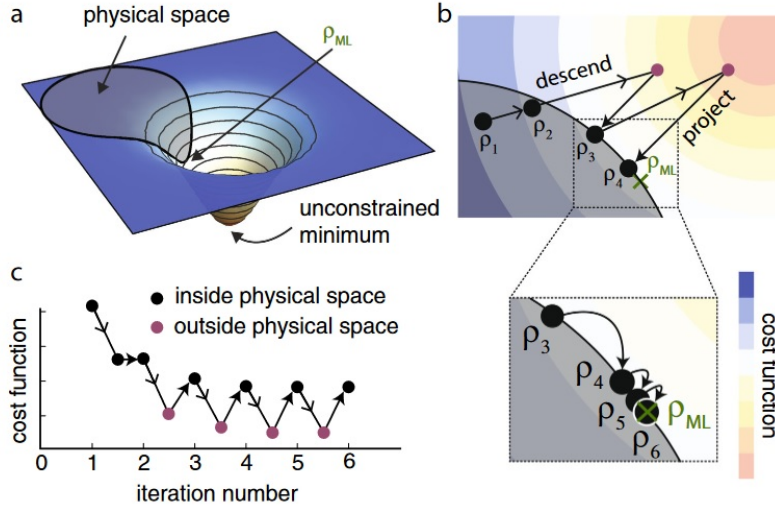 a
physical space
ρML
unconstrained
minimum
b
descend
project
ρ1
ρ2
ρ3
ρ4
ρML
ρ3
ρ4
ρ5
ρ6
ρML
cost function
c
inside physical space
outside physical space
cost function
0 1 2 3 4 5 6
iteration number